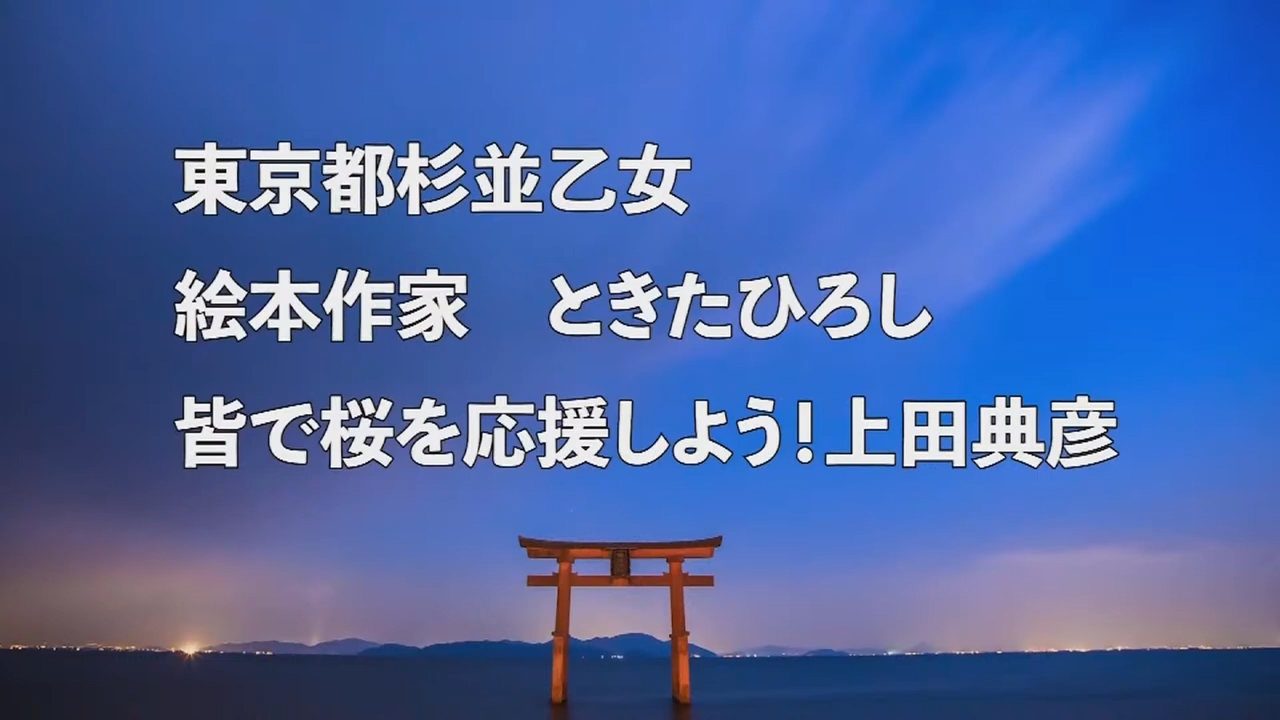 東京都杉並乙女
絵本作家　ときたひろし
皆で桜を応援しよう！上田典彦